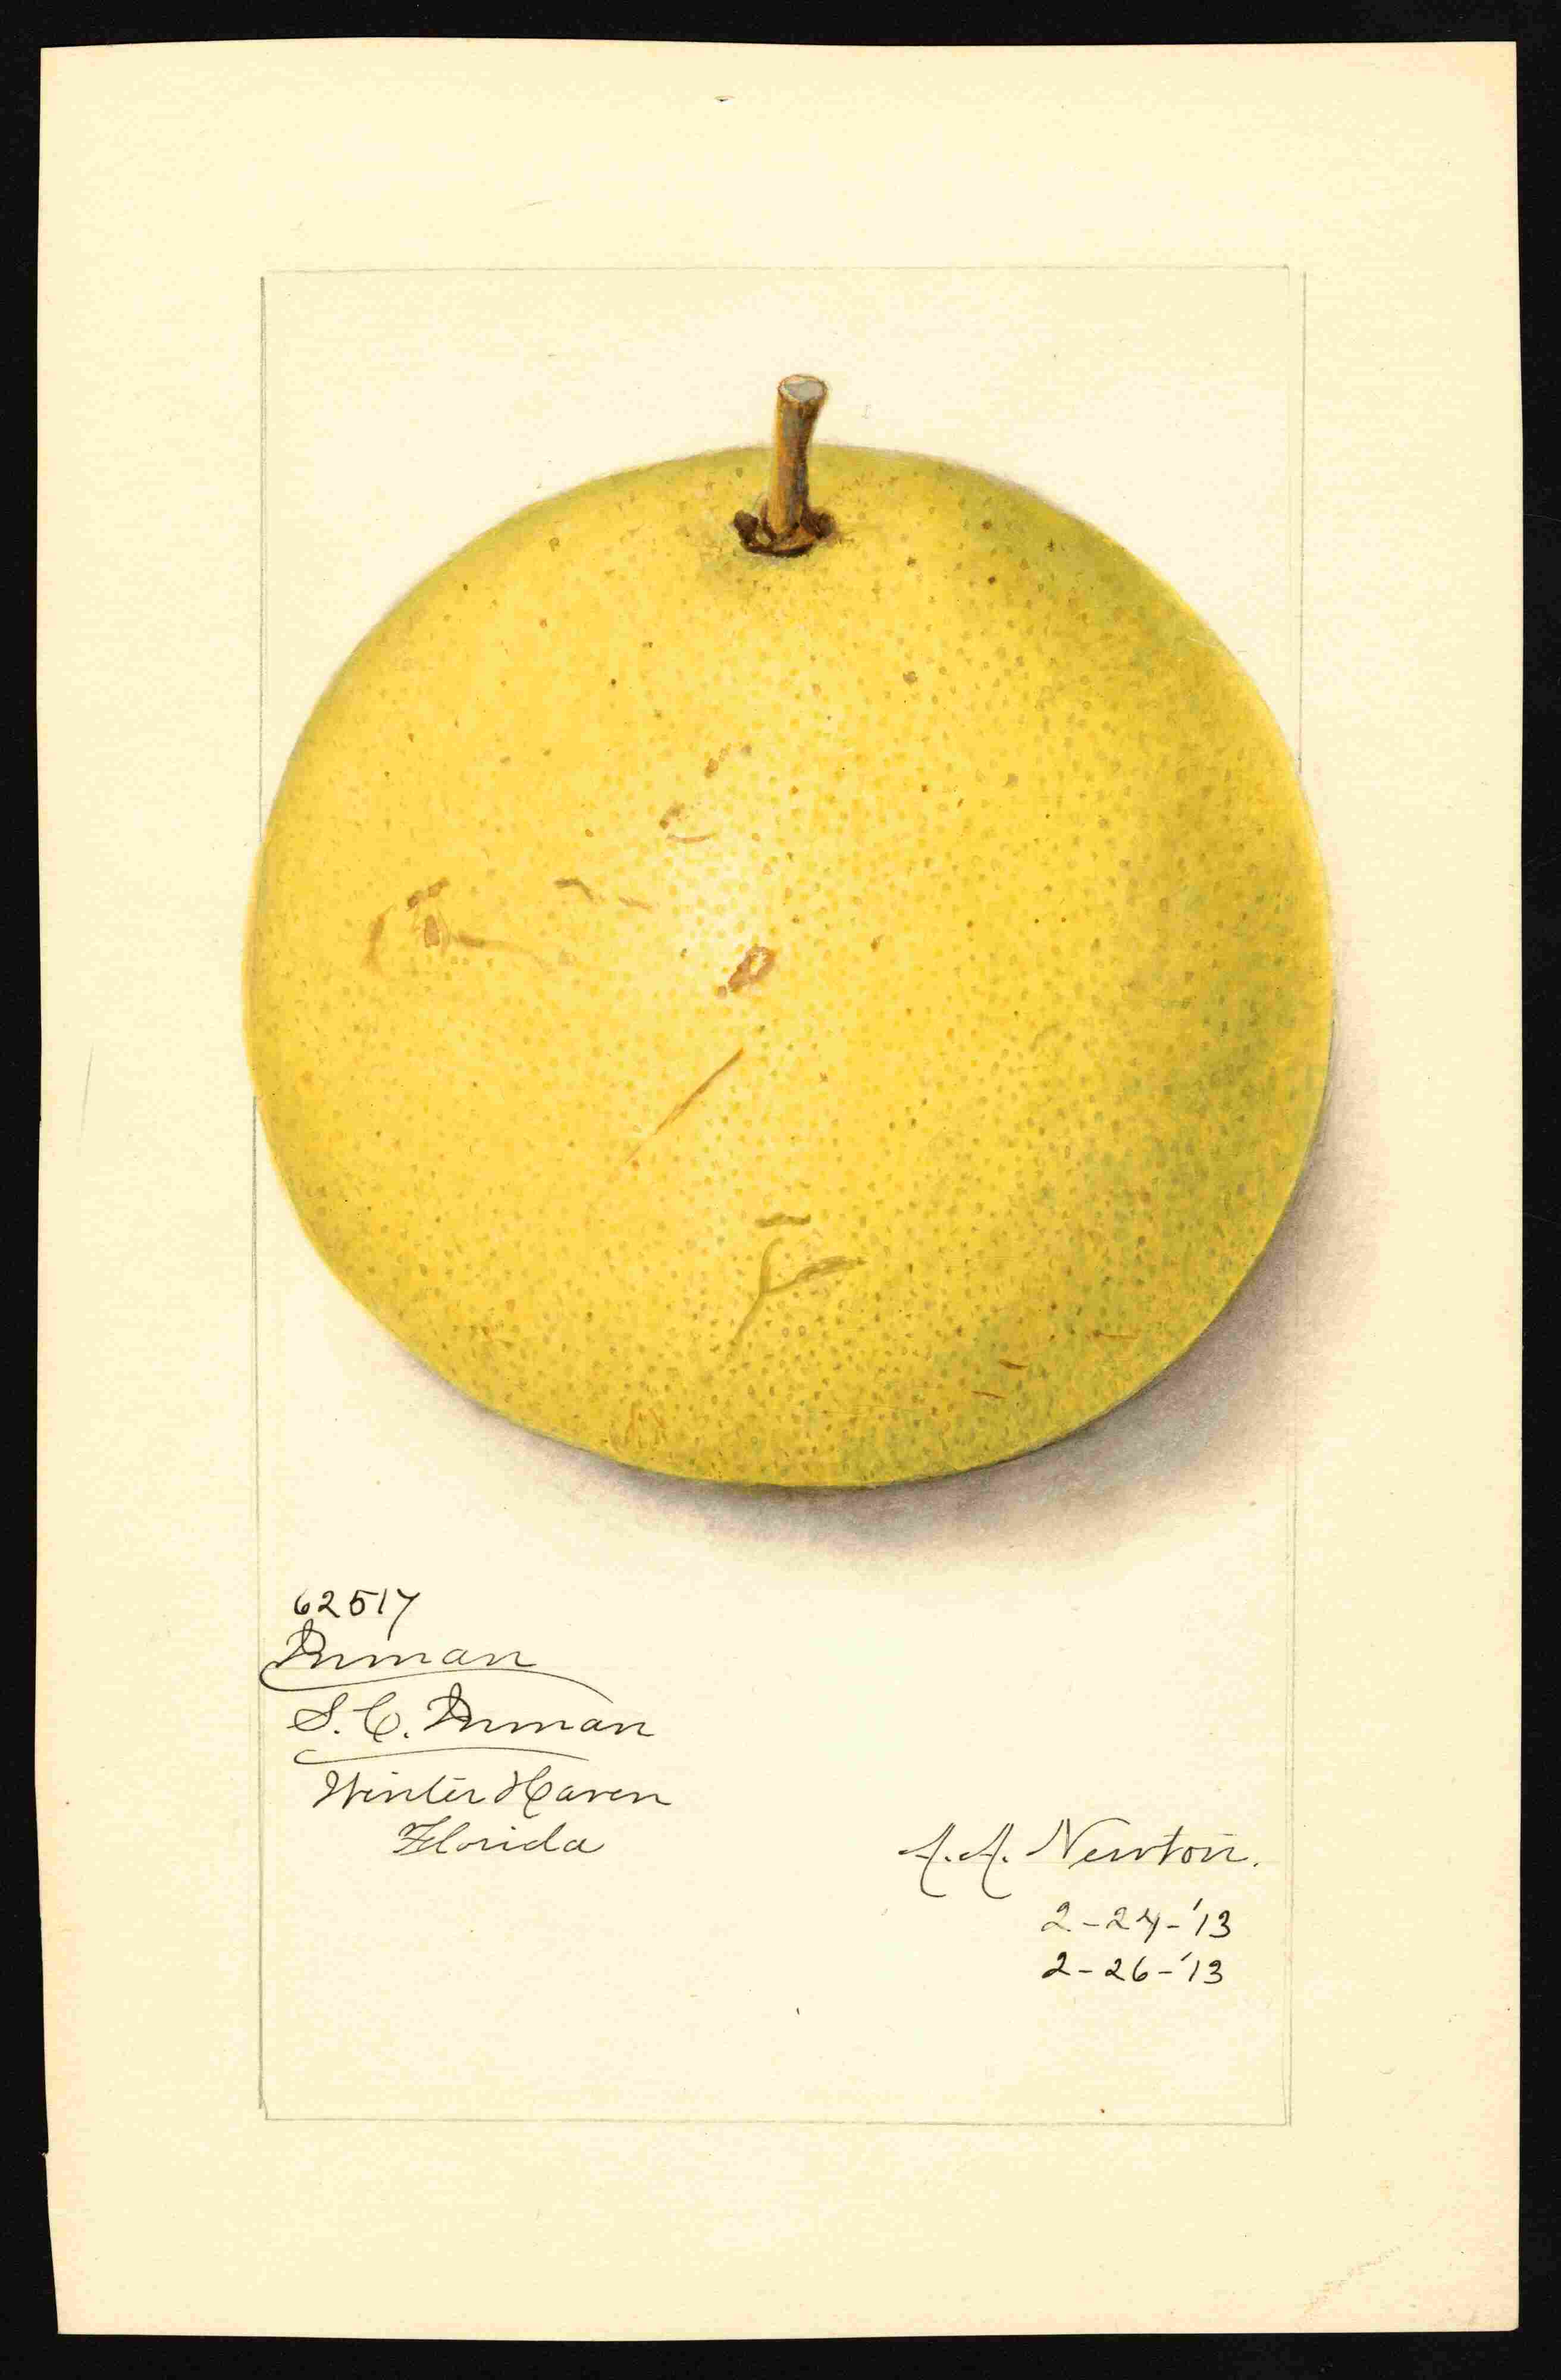 62517
Inman
S. C. Inman
Winter Haven
Florida
A. A. Newton.
2-24-'13
2-26-'13